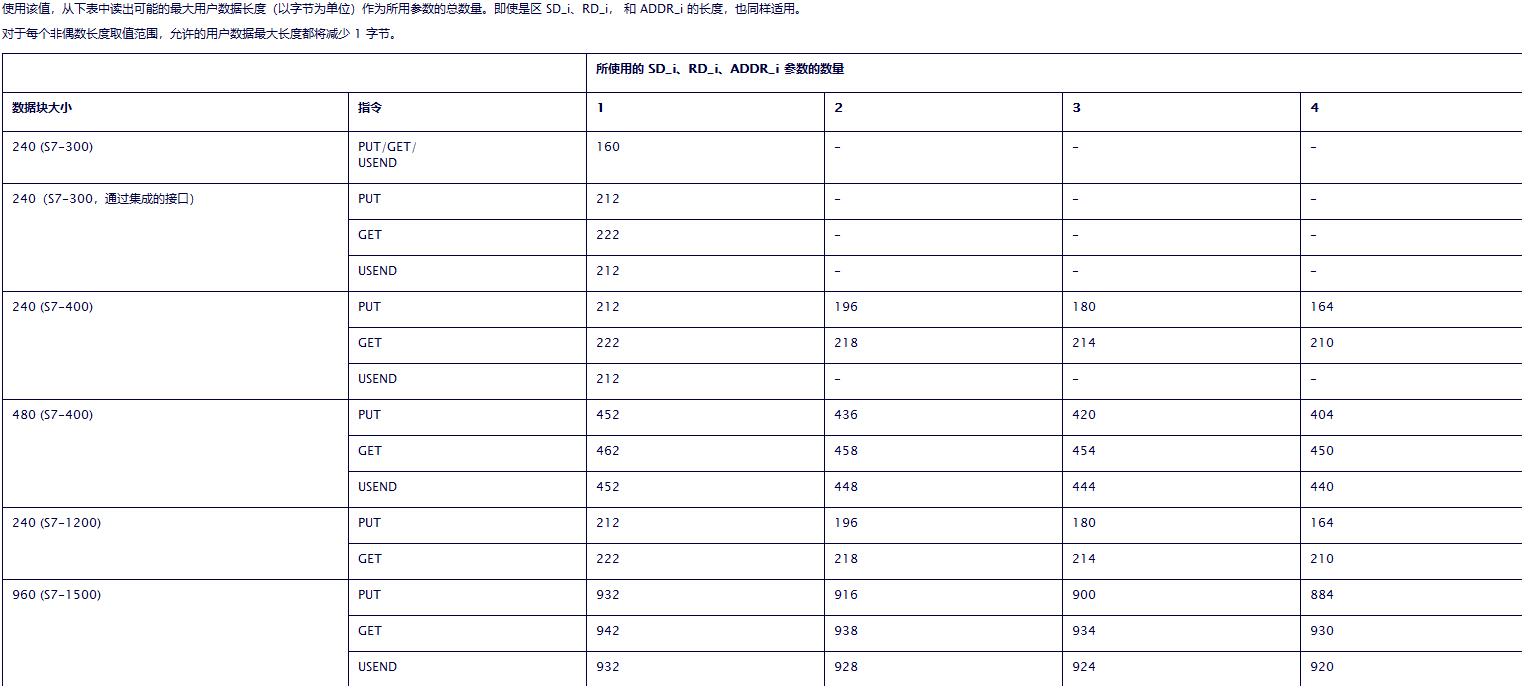 使用该值，从下表中读出可能的最大用户数据长度（以字节为单位）作为所用参数的总数量。即使是区 SD_i、RD_i， 和 ADDR_i 的长度，也同样适用。
对于每个非偶数长度取值范围，允许的用户数据最大长度都将减少 1 字节。
所使用的 SD_i、RD_i、ADDR_i 参数的数量
数据块大小 指令 1 2 3 4
240 (S7-300) PUT/GET/ 160 – – –
USEND
240（S7-300，通过集成的接口） PUT 212 – – –
GET 222 – – –
USEND 212 – – –
240 (S7-400) PUT 212 196 180 164
GET 222 218 214 210
USEND 212 – – –
480 (S7-400) PUT 452 436 420 404
GET 462 458 454 450
USEND 452 448 444 440
240 (S7-1200) PUT 212 196 180 164
GET 222 218 214 210
960 (S7-1500) PUT 932 916 900 884
GET 942 938 934 930
USEND 932 928 924 920